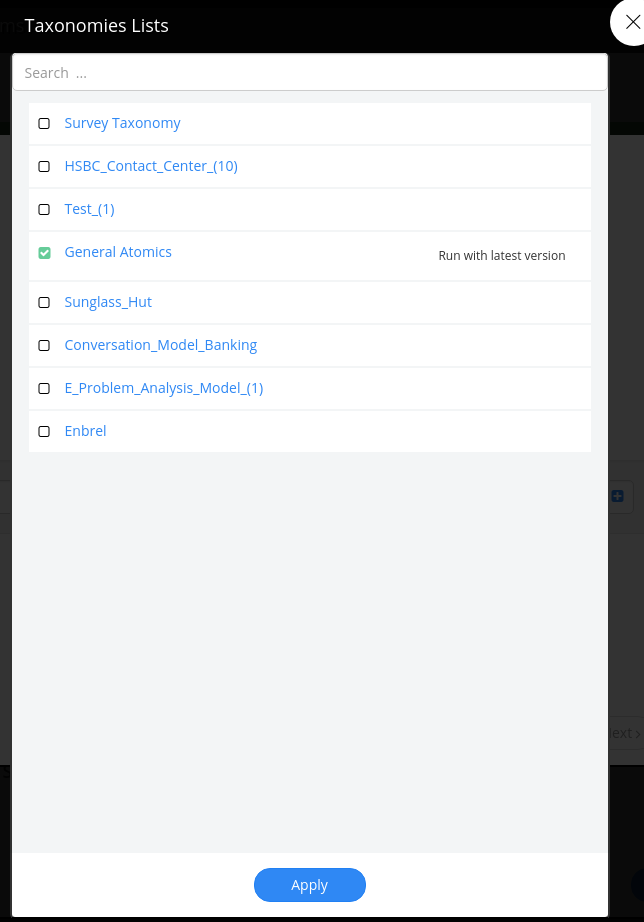 Taxonomies Lists
Search ...
Survey Taxonomy
HSBC_Contact_Center_(10)
Test_(1)
General Atomics
Run with latest version
Sunglass_Hut
Conversation_Model_Banking
E_Problem_Analysis_Model_(1)
Enbrel
Apply